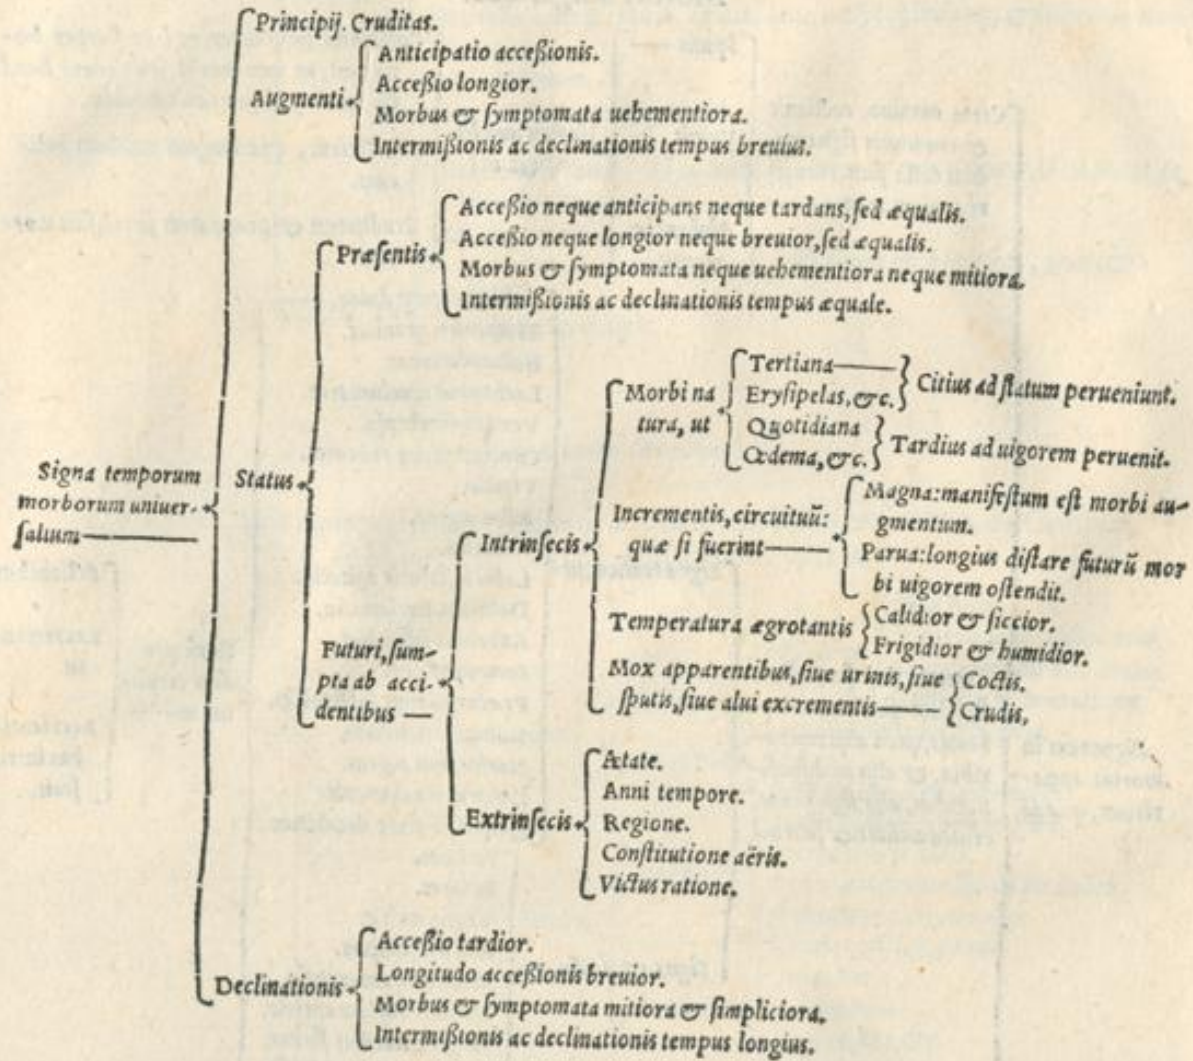 Principij. Cruditas.
Augmenti
Anticipatio acceßionis.
Acceßio longior.
Morbus & ſymptomata uehementiora.
Intermißionis ac declinationis tempus breuius.
Signa temporum
morborum uniuer-
ſalium
Status
Præſentis
Acceßio neque anticipans neque tardans, ſed æqualis.
Acceßio neque longior neque breuior, ſed æqualis.
Morbus & ſymptomata neque uehementiora neque mitiora.
Intermißionis ac declinationis tempus æquale.
Futuri, ſum-
pta ab acci-
dentibus
Intrinſecis
Morbi na
tura, ut
Tertiana
Eryſipelas, &c.
Citius ad ſtatum perueniunt.
Quotidiana
Œdema, &c.
Tardius ad uigorem peruenit.
Incrementis, circuituũ:
quæ ſi fuerint
Magna: manifeſtum eſt morbi au-
gmentum.
Parua: longius diſtare futurũ mor
bi uigorem oſtendit.
Temperatura ægrotantis
Calidior & ſiccior.
Frigidior & humidior.
Mox apparentibus, ſiue urinis, ſiue
ſputis, ſiue alui excrementis
Coctis.
Crudis,
Extrinſecis
Ætate.
Anni tempore.
Regione.
Conſtitutione aëris.
Victus ratione.
Declinationis
Acceßio tardior.
Longitudo acceßionis breuior.
Morbus & ſymptomata mitiora & ſimpliciora.
Intermißionis ac declinationis tempus longius.